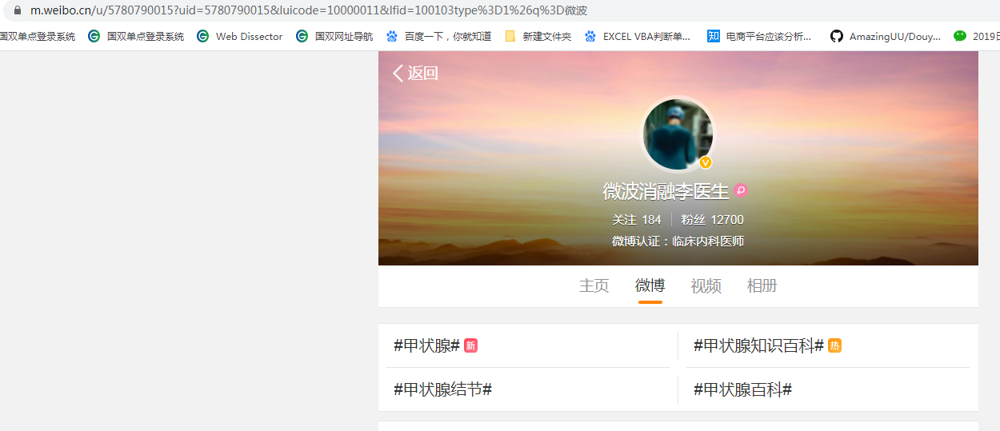 m.weibo.cn/u/5780790015?uid=5780790015&luicode=10000011&lfid=100103type%3D1%26q%3D微波
国双单点登录系统 国双单点登录系统 Web Dissector 国双网址导航 百度一下，你就知道 新建文件夹 EXCEL VBA判断单... 知 电商平台应该分析... AmazingUU/Douy... 2019日
返回
微波消融李医生
关注 184 粉丝 12700
微博认证：临床内科医师
主页 微博 视频 相册
#甲状腺# 新 #甲状腺知识百科# 热
#甲状腺结节# #甲状腺百科#